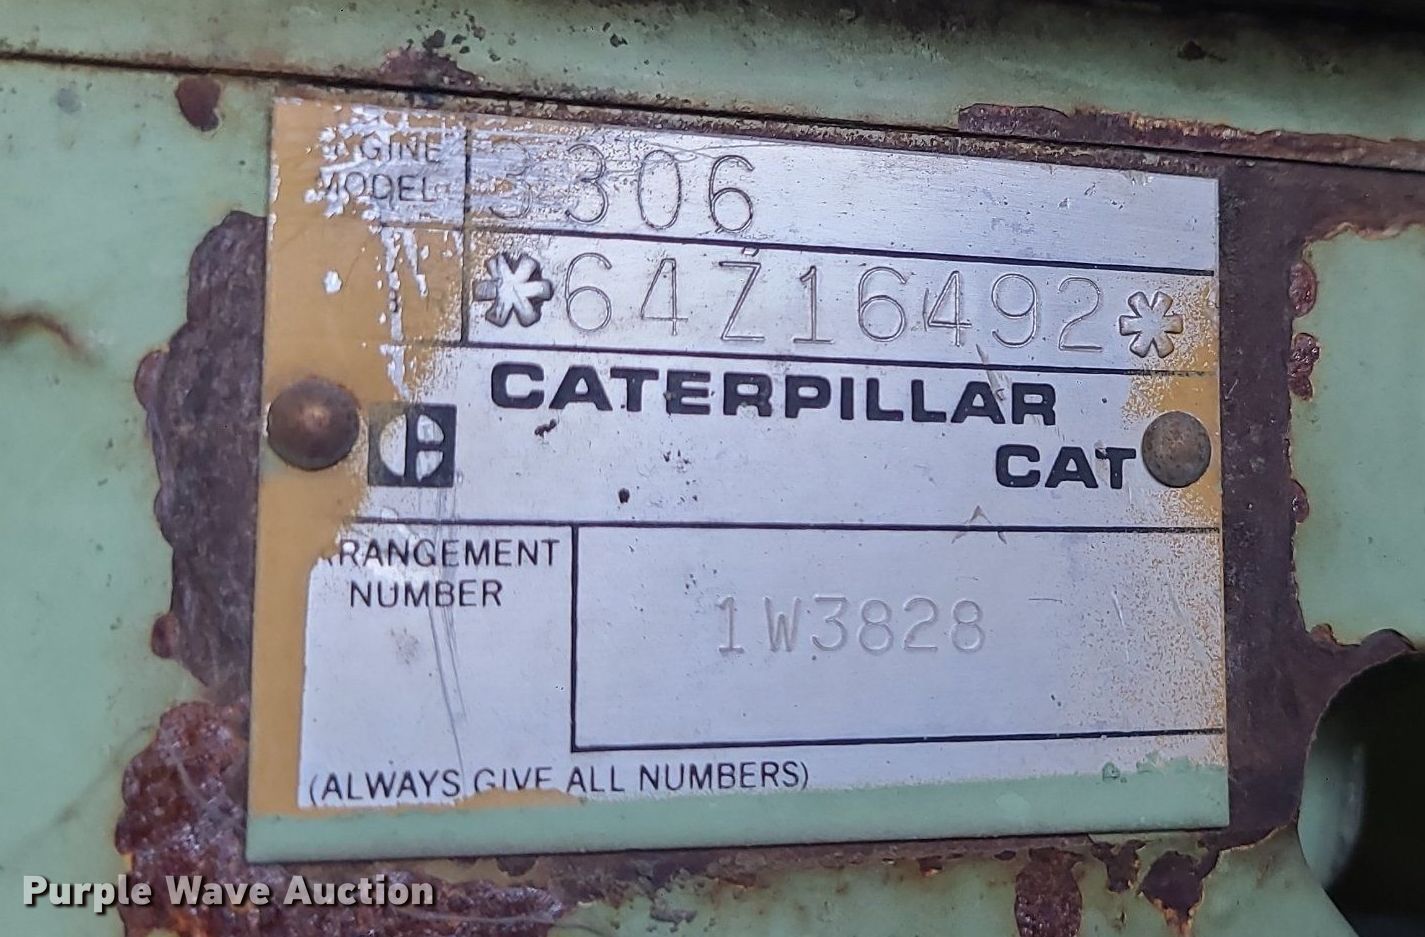 ENGINE 3306
MODEL
*64Z16492*
CATERPILLAR
CAT
ARRANGEMENT
NUMBER
1W3828
(ALWAYS GIVE ALL NUMBERS)
Purple Wave Auction